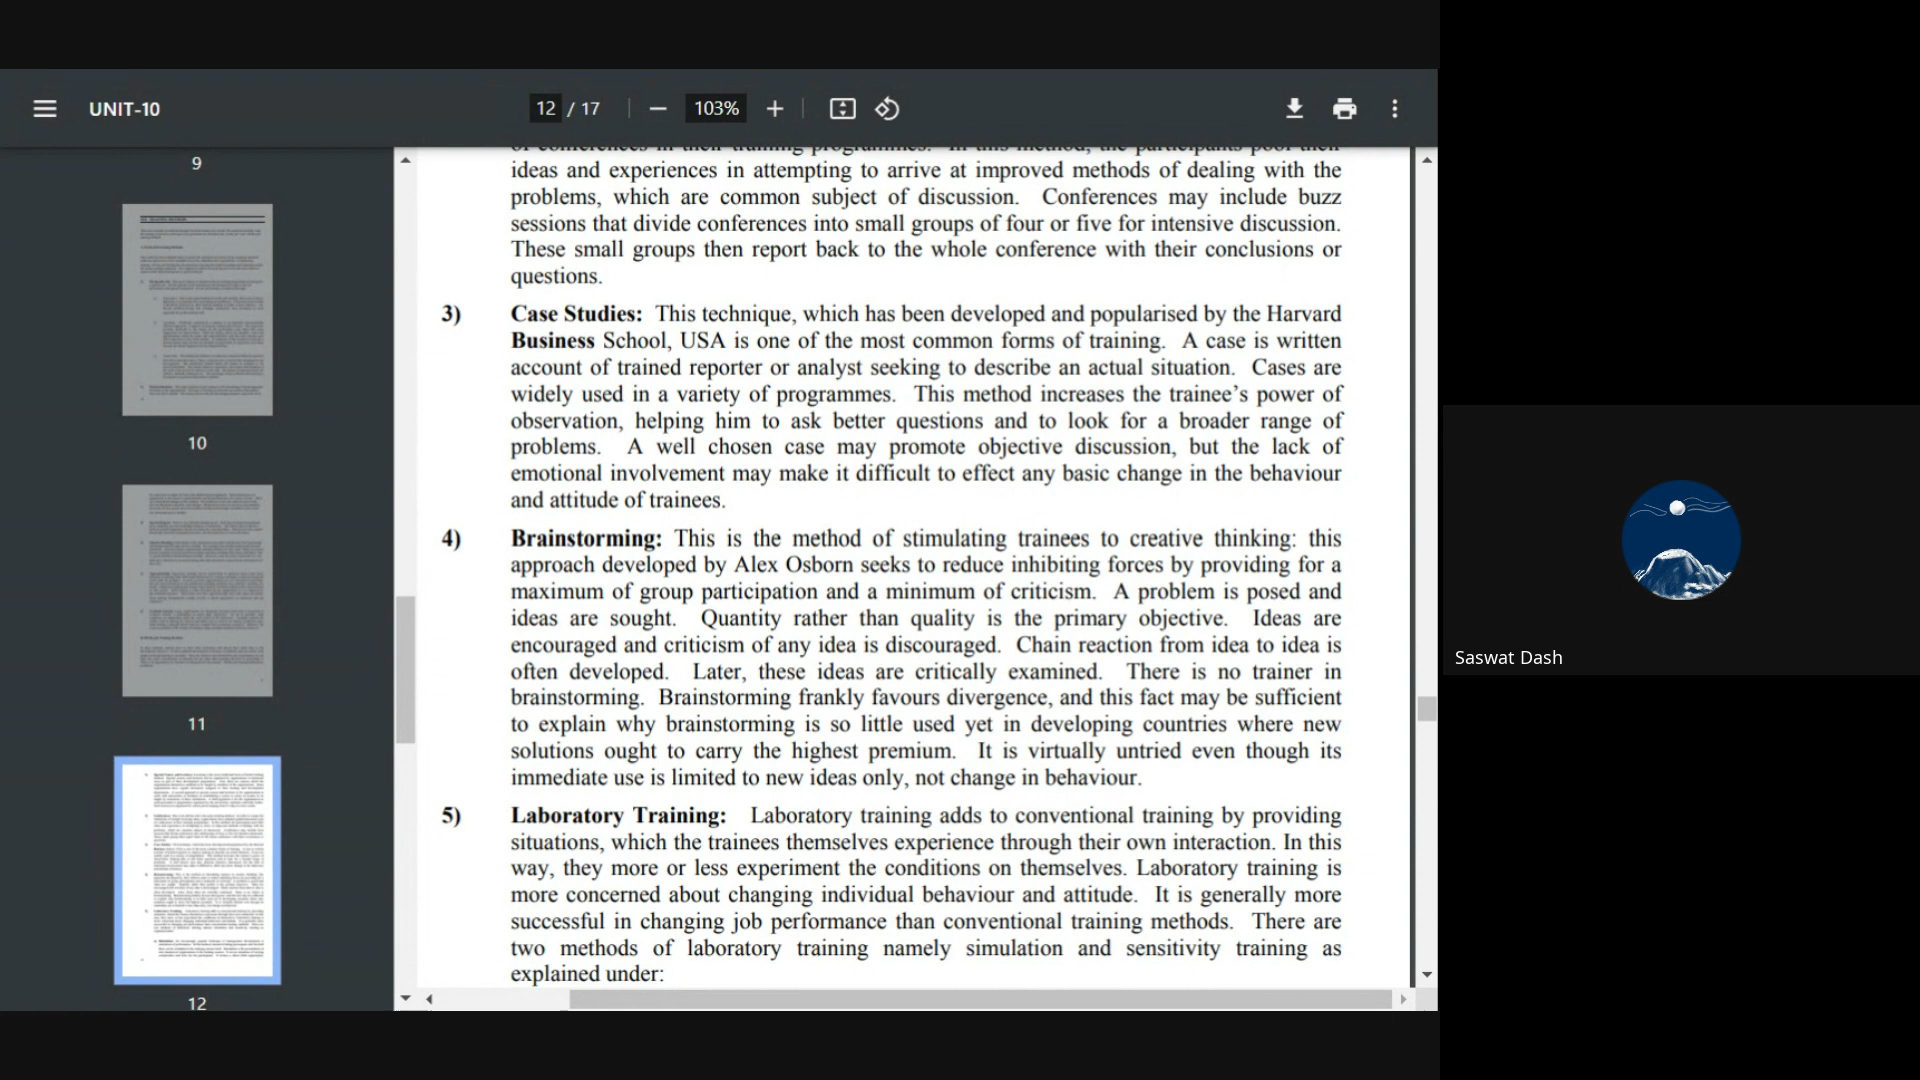 UNIT-10
12 / 17
103%
9
10
11
12
of conferences in their training programmes. In this method, the participants pool their
ideas and experiences in attempting to arrive at improved methods of dealing with the
problems, which are common subject of discussion. Conferences may include buzz
sessions that divide conferences into small groups of four or five for intensive discussion.
These small groups then report back to the whole conference with their conclusions or
questions.
3) Case Studies: This technique, which has been developed and popularised by the Harvard
Business School, USA is one of the most common forms of training. A case is written
account of trained reporter or analyst seeking to describe an actual situation. Cases are
widely used in a variety of programmes. This method increases the trainee's power of
observation, helping him to ask better questions and to look for a broader range of
problems. A well chosen case may promote objective discussion, but the lack of
emotional involvement may make it difficult to effect any basic change in the behaviour
and attitude of trainees.
4) Brainstorming: This is the method of stimulating trainees to creative thinking: this
approach developed by Alex Osborn seeks to reduce inhibiting forces by providing for a
maximum of group participation and a minimum of criticism. A problem is posed and
ideas are sought. Quantity rather than quality is the primary objective. Ideas are
encouraged and criticism of any idea is discouraged. Chain reaction from idea to idea is
often developed. Later, these ideas are critically examined. There is no trainer in
brainstorming. Brainstorming frankly favours divergence, and this fact may be sufficient
to explain why brainstorming is so little used yet in developing countries where new
solutions ought to carry the highest premium. It is virtually untried even though its
immediate use is limited to new ideas only, not change in behaviour.
5) Laboratory Training: Laboratory training adds to conventional training by providing
situations, which the trainees themselves experience through their own interaction. In this
way, they more or less experiment the conditions on themselves. Laboratory training is
more concerned about changing individual behaviour and attitude. It is generally more
successful in changing job performance than conventional training methods. There are
two methods of laboratory training namely simulation and sensitivity training as
explained under:
Saswat Dash